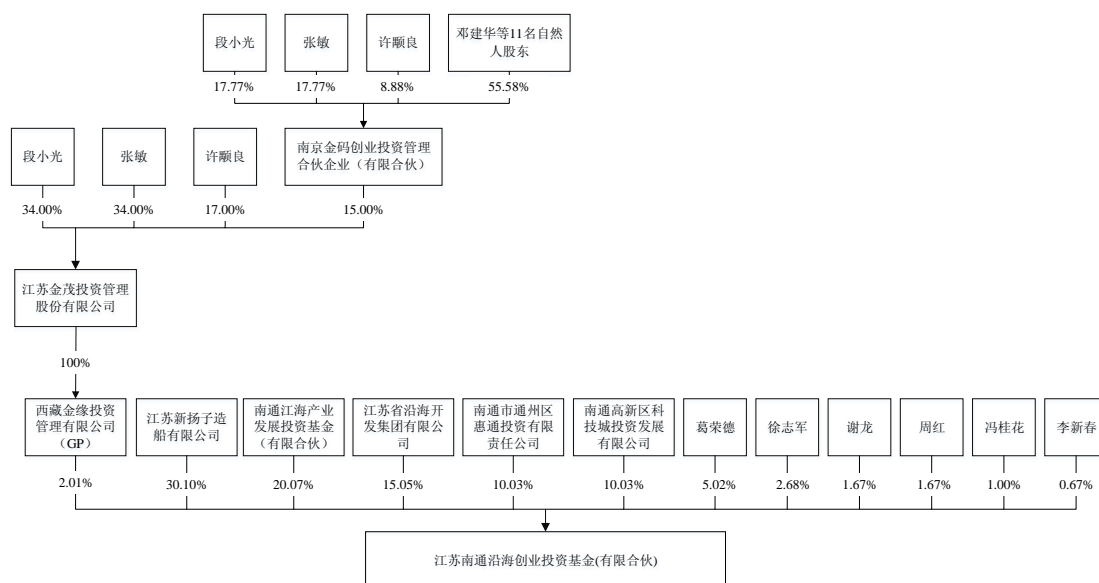 段小光
张敏
许颙良
邓建华等11名自然
人股东
17.77%
17.77%
8.88%
55.58%
段小光
张敏
许颙良
南京金码创业投资管理
合伙企业（有限合伙）
34.00%
34.00%
17.00%
15.00%
江苏金茂投资管理
股份有限公司
100%
西藏金缘投资
管理有限公司
（GP）
江苏新扬子造
船有限公司
南通江海产业
发展投资基金
（有限合伙）
江苏省沿海开
发集团有限公
司
南通市通州区
惠通投资有限
责任公司
南通高新区科
技城投资发展
有限公司
葛荣德
徐志军
谢龙
周红
冯桂花
李新春
2.01%
30.10%
20.07%
15.05%
10.03%
10.03%
5.02%
2.68%
1.67%
1.67%
1.00%
0.67%
江苏南通沿海创业投资基金(有限合伙)